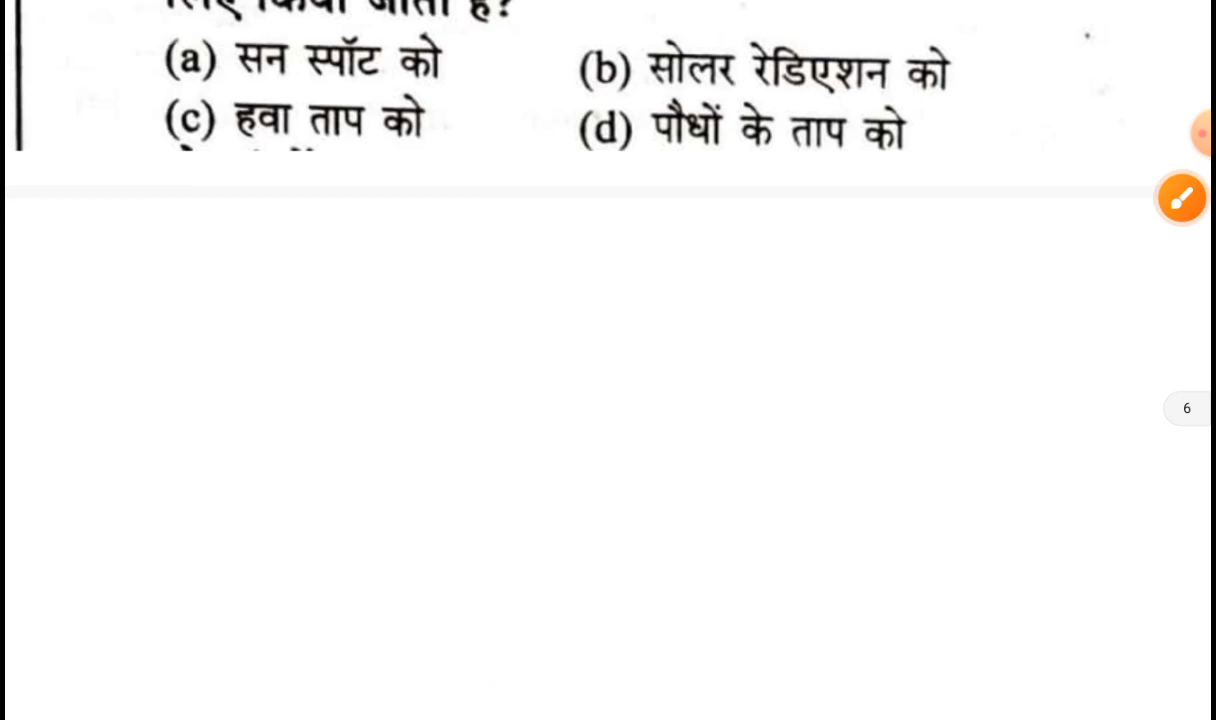 लिए किया जाता है?
(a) सन स्पॉट को (b) सोलर रेडिएशन को
(c) हवा ताप को (d) पौधों के ताप को
6